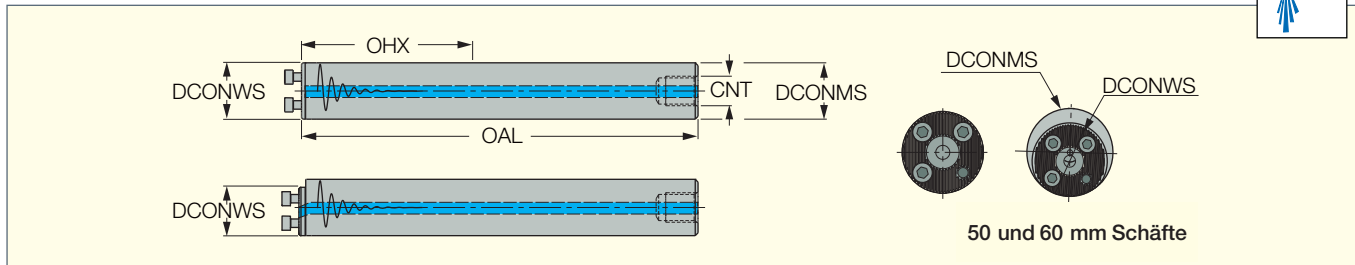 OHX
DCONWS
CNT
DCONMS
OAL
DCONWS
DCONMS
DCONWS
50 und 60 mm Schäfte